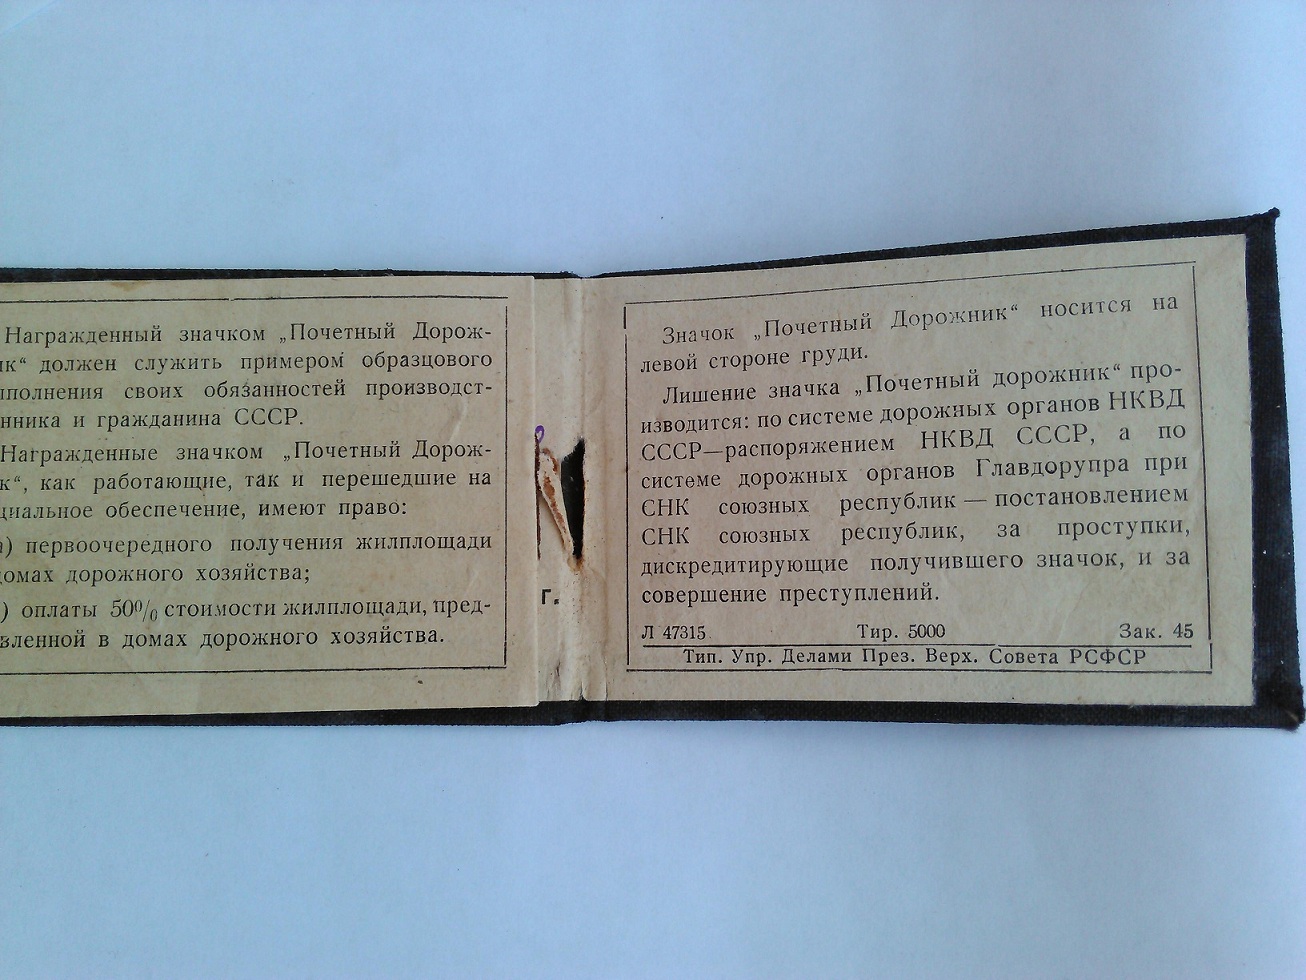 Награжденный значком „Почетный Дорож-
ик“ должен служить примером образцового
полнения своих обязанностей производст-
нника и гражданина СССР.
Награжденные значком „Почетный Дорож-
к“, как работающие, так и перешедшие на
циальное обеспечение, имеют право:
) первоочередного получения жилплощади
домах дорожного хозяйства;
) оплаты 50% стоимости жилплощади, пред-
вленной в домах дорожного хозяйства.
г.
Значок „Почетный Дорожник“ носится на
левой стороне груди.
Лишение значка „Почетный дорожник“ про-
изводится: по системе дорожных органов НКВД
СССР—распоряжением НКВД СССР, а по
системе дорожных органов Главдорупра при
СНК союзных республик — постановлением
СНК союзных республик, за проступки,
дискредитирующие получившего значок, и за
совершение преступлений.
Л 47315 Тир. 5000 Зак. 45
Тип. Упр. Делами През. Верх. Совета РСФСР